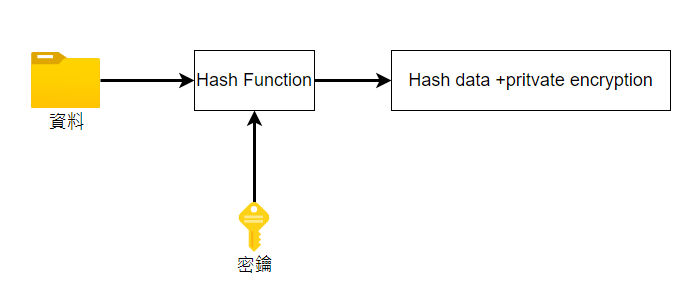 資料
Hash Function
Hash data +pritvate encryption
密鑰